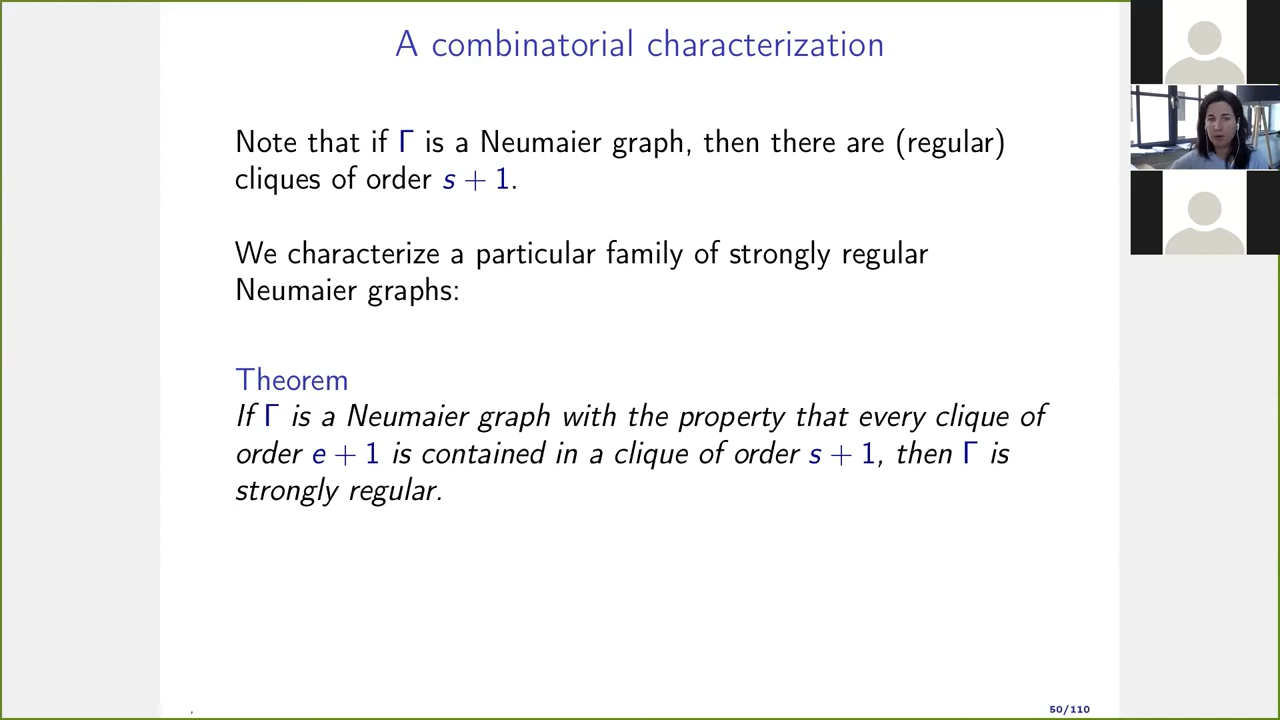 A combinatorial characterization
Note that if Γ is a Neumaier graph, then there are (regular)
cliques of order s + 1.
We characterize a particular family of strongly regular
Neumaier graphs:
Theorem
If Γ is a Neumaier graph with the property that every clique of
order e + 1 is contained in a clique of order s + 1, then Γ is
strongly regular.
,
50/110